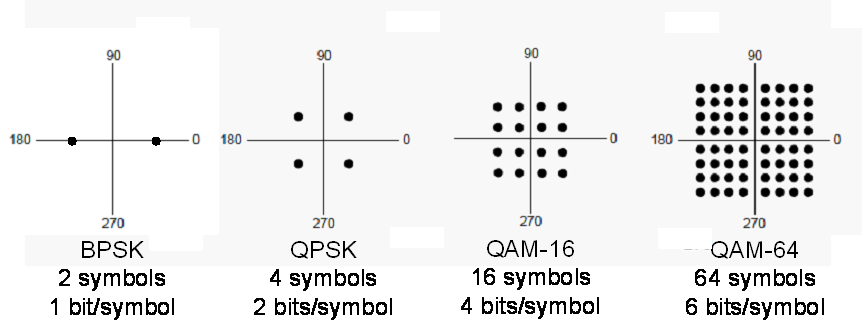 90
180 0
270
BPSK
2 symbols
1 bit/symbol
90
180 0
270
QPSK
4 symbols
2 bits/symbol
90
0
270
QAM-16
16 symbols
4 bits/symbol
90
180 0
270
QAM-64
64 symbols
6 bits/symbol